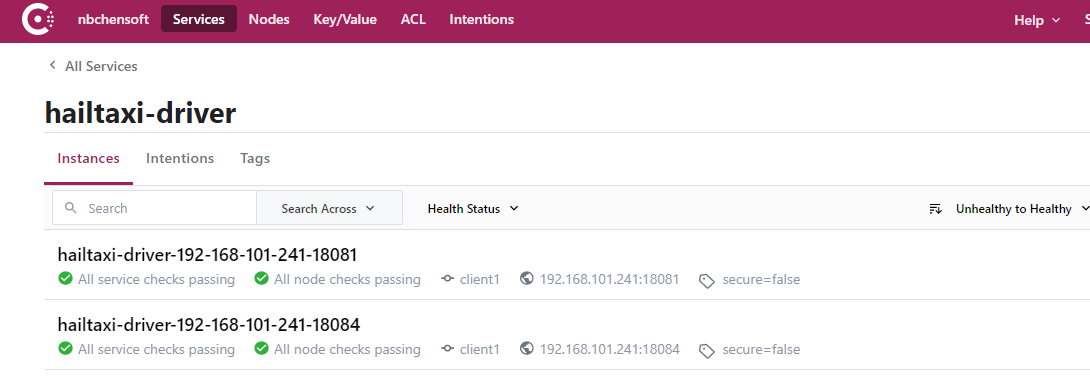 nbchensoft Services Nodes Key/Value ACL Intentions Help
All Services
hailtaxi-driver
Instances Intentions Tags
Search Search Across Health Status Unhealthy to Healthy
hailtaxi-driver-192-168-101-241-18081
All service checks passing All node checks passing client1 192.168.101.241:18081 secure=false
hailtaxi-driver-192-168-101-241-18084
All service checks passing All node checks passing client1 192.168.101.241:18084 secure=false